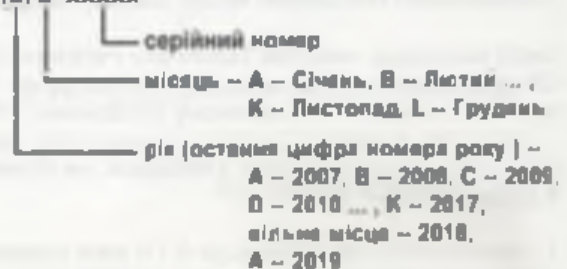 серійний номер
місяць – А – Січень, В – Лютий ... ,
К – Листопад, L – Грудень
рік (остання цифра номера року ) –
А – 2007, В – 2008, С – 2009,
D – 2010 ... , К – 2017,
вільне місце – 2018,
А – 2019